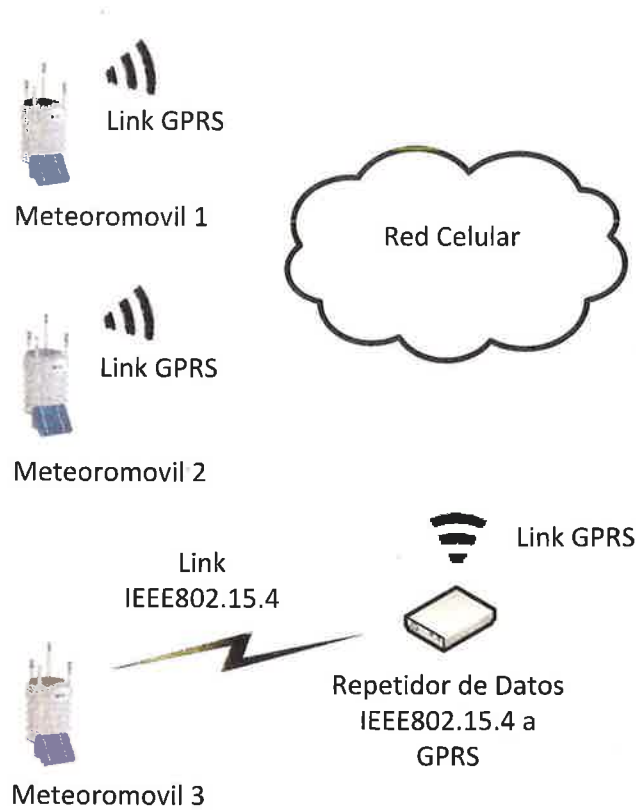 Link GPRS
Meteoromovil 1
Red Celular
Link GPRS
Meteoromovil 2
Link GPRS
Link
IEEE802.15.4
Repetidor de Datos
IEEE802.15.4 a
GPRS
Meteoromovil 3